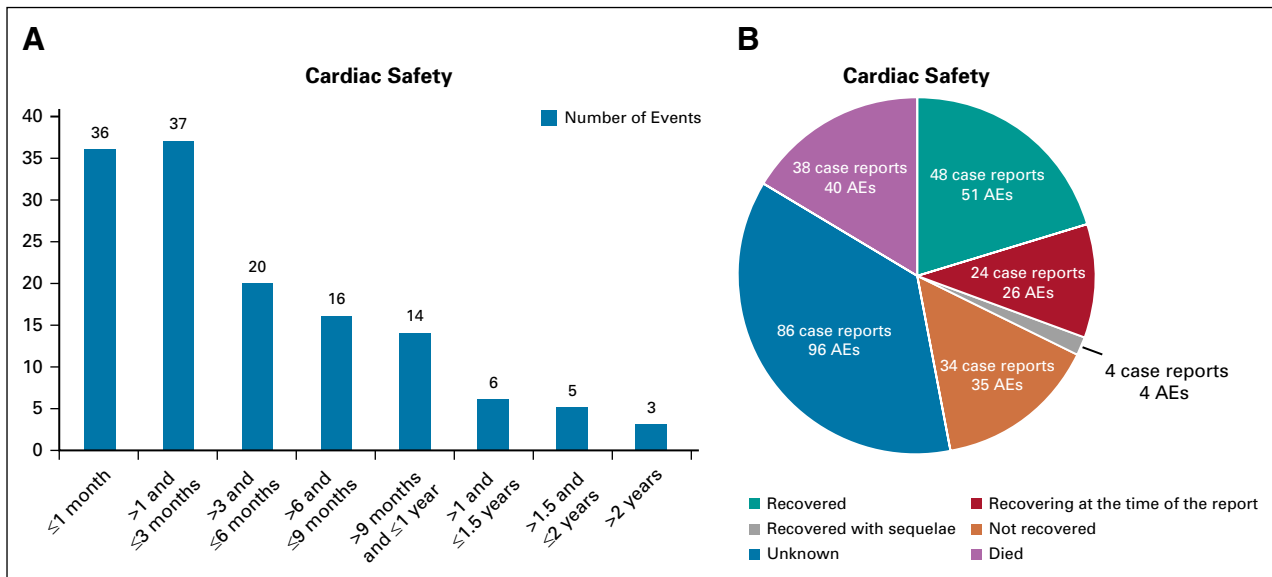 A
Cardiac Safety
Number of Events
40
35
30
25
20
15
10
5
0
36
37
20
16
14
6
5
3
≤1 month
>1 and
≤3 months
>3 and
≤6 months
>6 and
≤9 months
>9 months
and ≤1 year
>1 and
≤1.5 years
>1.5 and
≤2 years
>2 years
B
Cardiac Safety
48 case reports
51 AEs
24 case reports
26 AEs
4 case reports
4 AEs
34 case reports
35 AEs
86 case reports
96 AEs
38 case reports
40 AEs
Recovered
Recovering at the time of the report
Recovered with sequelae
Not recovered
Unknown
Died